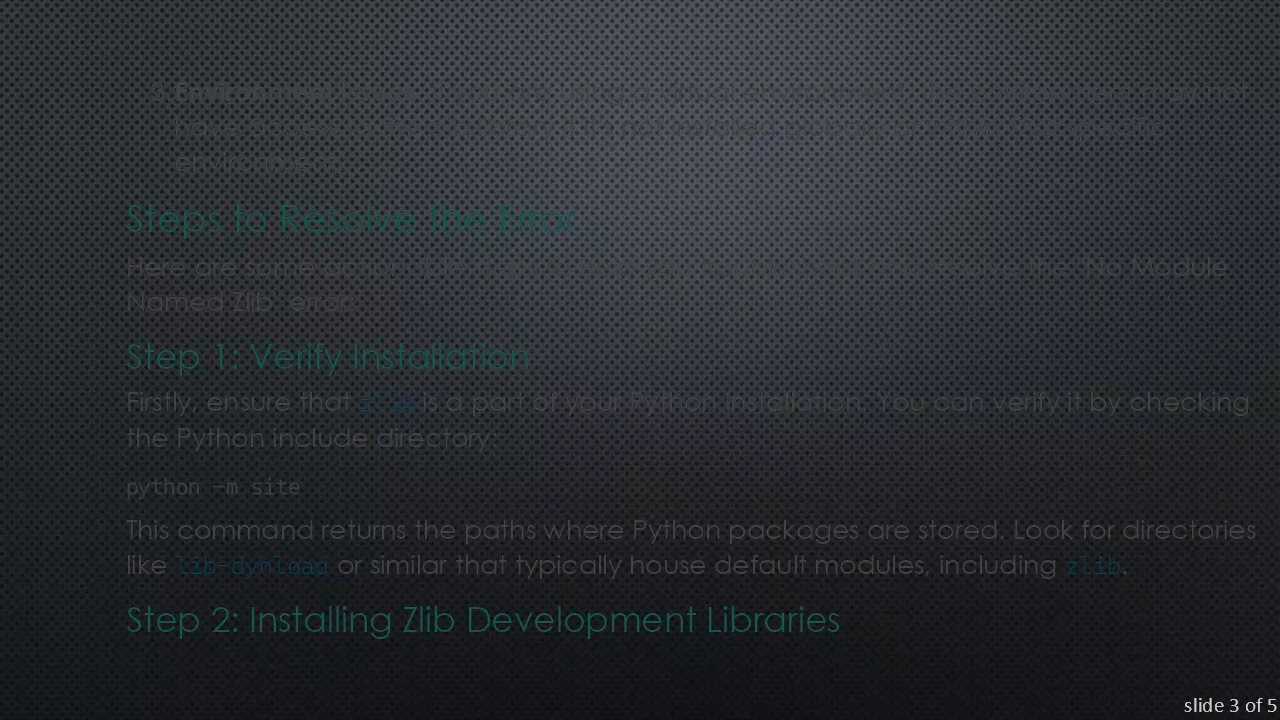 3. Environment Issues:
have access to the
environment.
Steps to Resolve the Error
Here are some "No Module
Named Zlib" error:
Step 1: Verify Installation
Firstly, ensure that zlib is a part of your Python installation. You can verify it by checking
the Python include directory:
python -m site
This command returns the paths where Python packages are stored. Look for directories
like lib-dynload or similar that typically house default modules, including zlib.
Step 2: Installing Zlib Development Libraries
slide 3 of 5